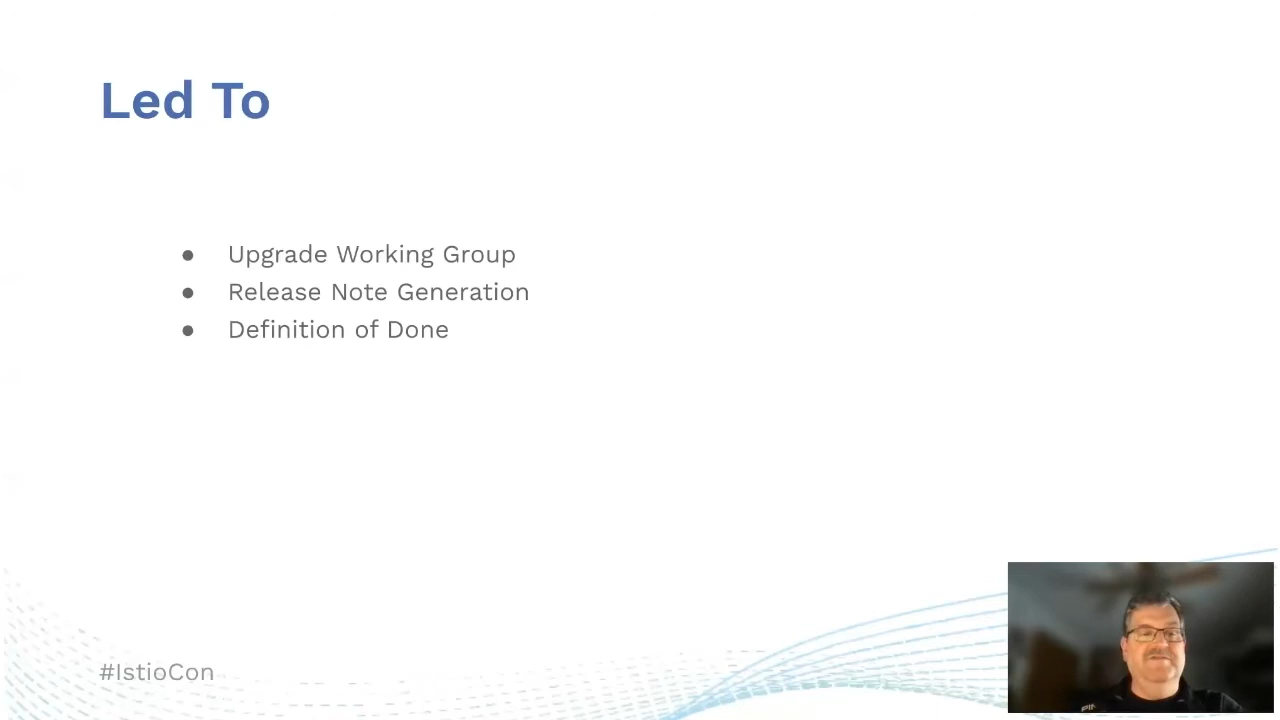 Led To
● Upgrade Working Group
● Release Note Generation
● Definition of Done
#IstioCon